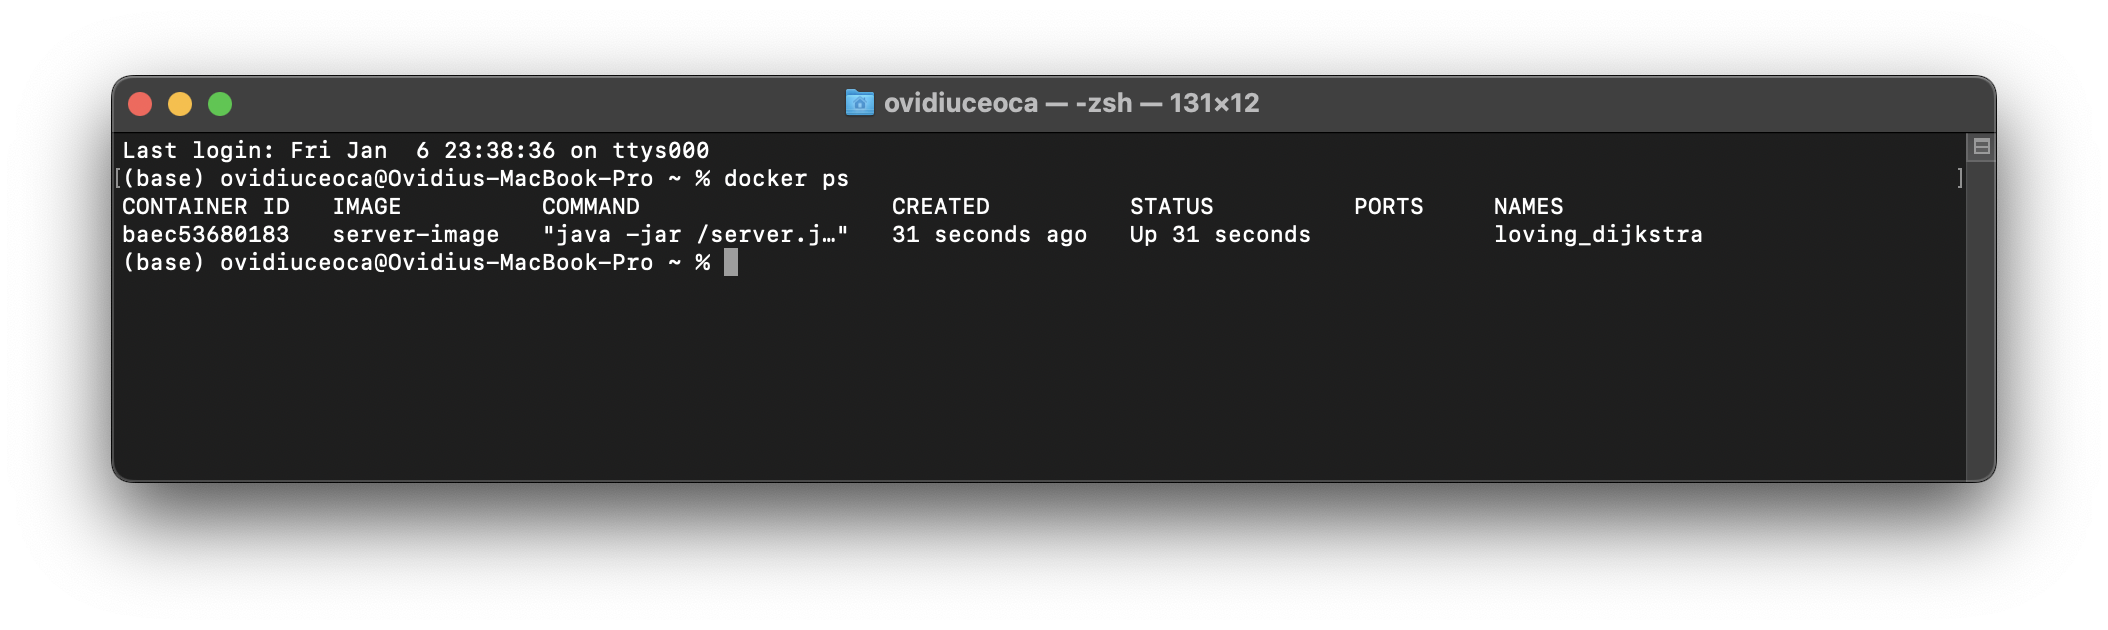 ovidiuceoca — -zsh — 131×12
Last login: Fri Jan  6 23:38:36 on ttys000
[(base) ovidiuceoca@Ovidius-MacBook-Pro ~ % docker ps ]
CONTAINER ID   IMAGE          COMMAND                  CREATED          STATUS          PORTS     NAMES
baec53680183   server-image   "java -jar /server.j…"   31 seconds ago   Up 31 seconds             loving_dijkstra
(base) ovidiuceoca@Ovidius-MacBook-Pro ~ %